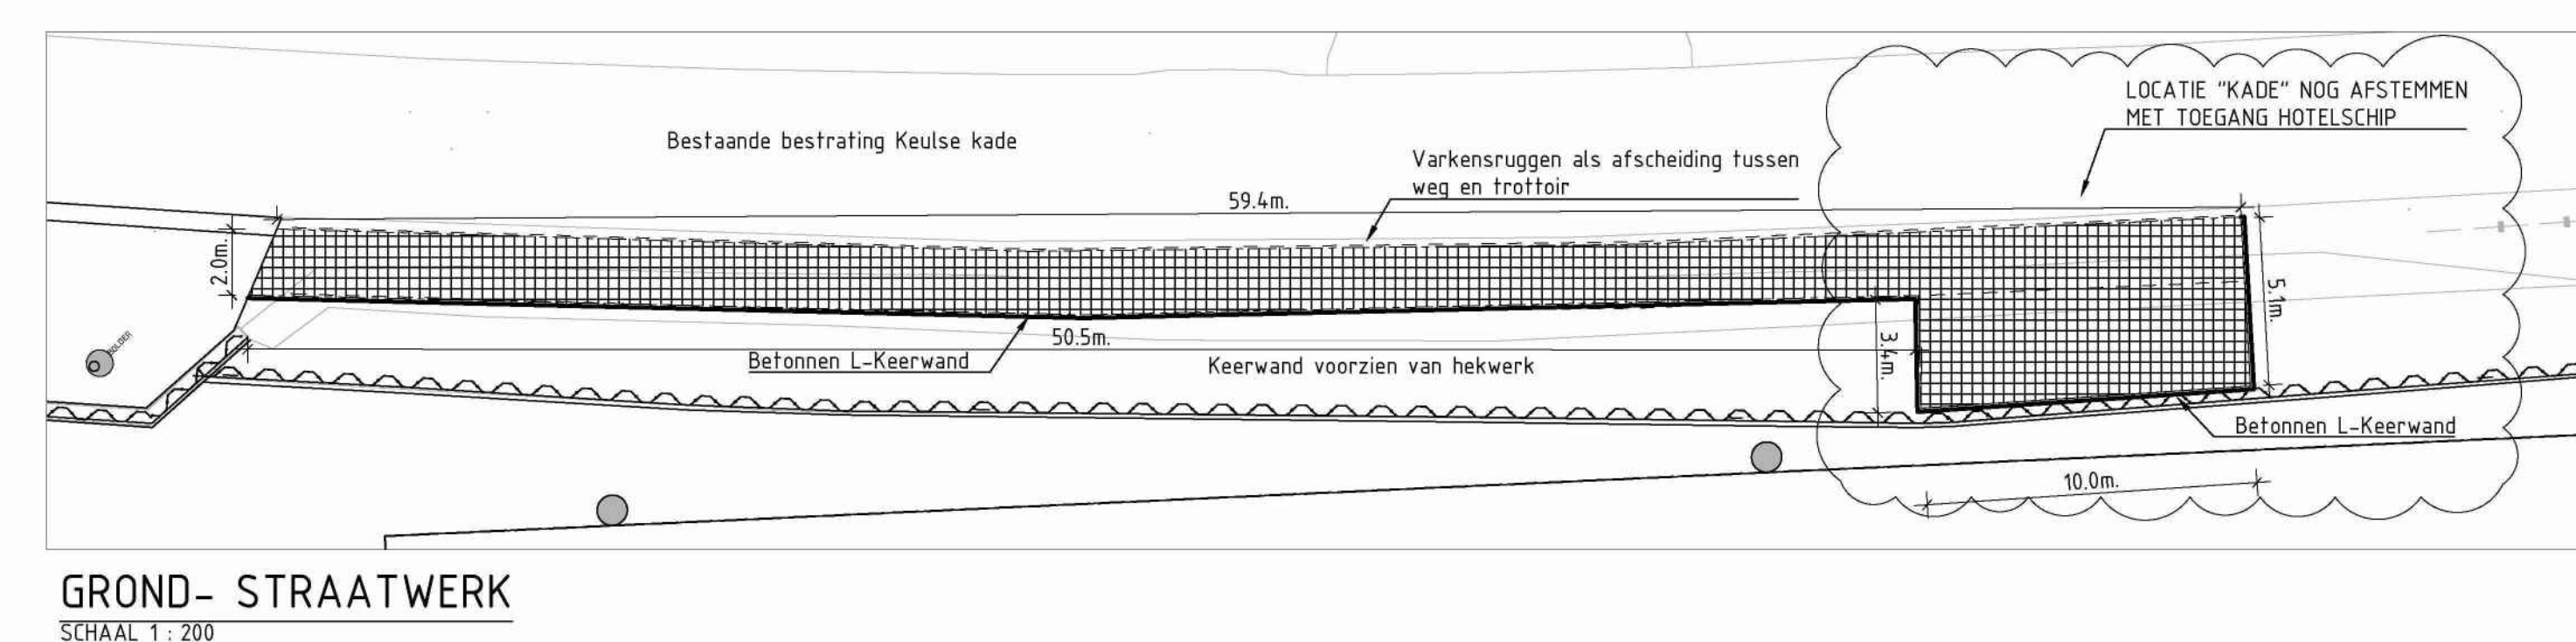 LOCATIE "KADE" NOG AFSTEMMEN
MET TOEGANG HOTELSCHIP
Bestaande bestrating Keulse kade
Varkensruggen als afscheiding tussen
weg en trottoir
59.4m.
2.0m.
5.1m.
50.5m.
3.4m.
BOLDER
Betonnen L-Keerwand
Keerwand voorzien van hekwerk
Betonnen L-Keerwand
10.0m.
GROND- STRAATWERK
SCHAAL 1 : 200